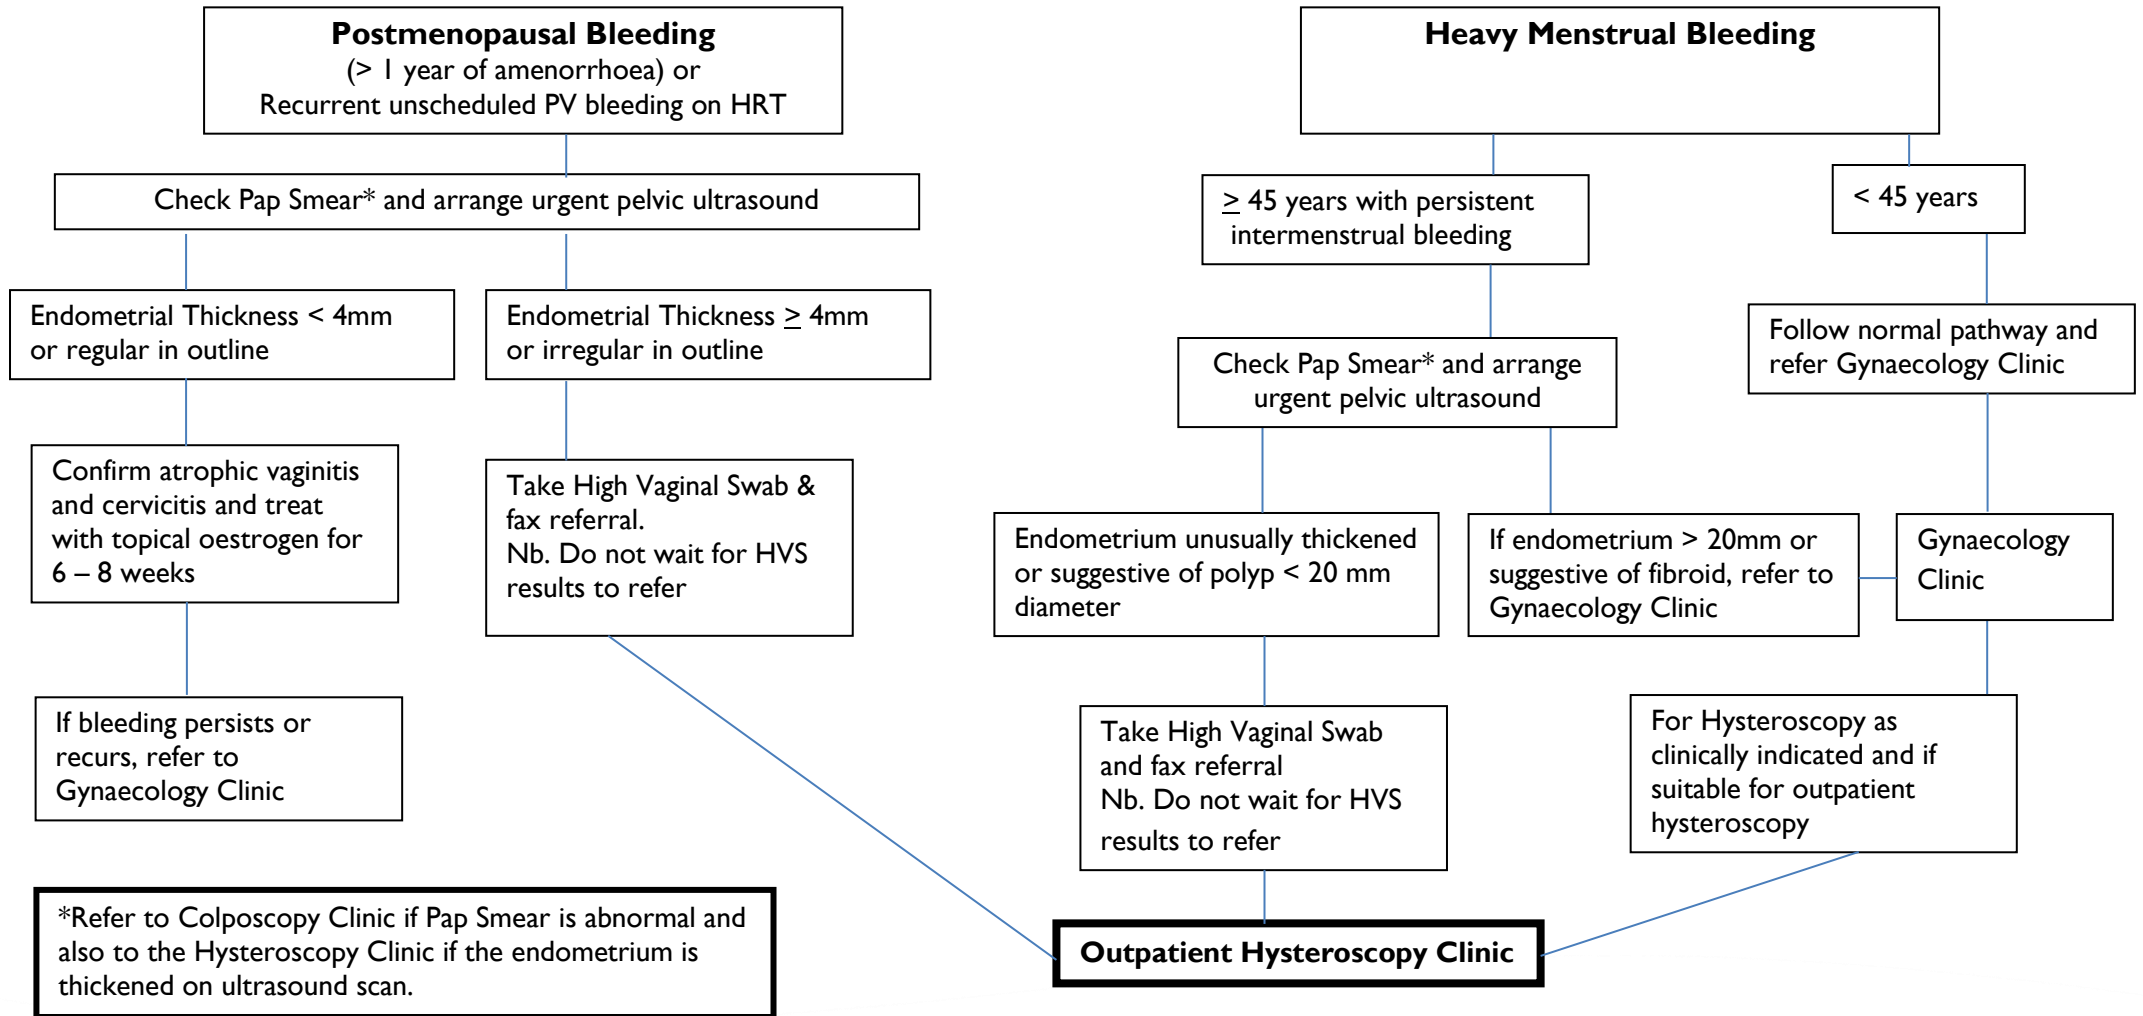 Postmenopausal Bleeding
(> 1 year of amenorrhoea) or
Recurrent unscheduled PV bleeding on HRT
Check Pap Smear* and arrange urgent pelvic ultrasound
Endometrial Thickness < 4mm
or regular in outline
Endometrial Thickness ≥ 4mm
or irregular in outline
Confirm atrophic vaginitis
and cervicitis and treat
with topical oestrogen for
6 – 8 weeks
Take High Vaginal Swab &
fax referral.
Nb. Do not wait for HVS
results to refer
If bleeding persists or
recurs, refer to
Gynaecology Clinic
*Refer to Colposcopy Clinic if Pap Smear is abnormal and
also to the Hysteroscopy Clinic if the endometrium is
thickened on ultrasound scan.
Heavy Menstrual Bleeding
≥ 45 years with persistent
intermenstrual bleeding
< 45 years
Check Pap Smear* and arrange
urgent pelvic ultrasound
Follow normal pathway and
refer Gynaecology Clinic
Endometrium unusually thickened
or suggestive of polyp < 20 mm
diameter
If endometrium > 20mm or
suggestive of fibroid, refer to
Gynaecology Clinic
Gynaecology
Clinic
Take High Vaginal Swab
and fax referral
Nb. Do not wait for HVS
results to refer
For Hysteroscopy as
clinically indicated and if
suitable for outpatient
hysteroscopy
Outpatient Hysteroscopy Clinic